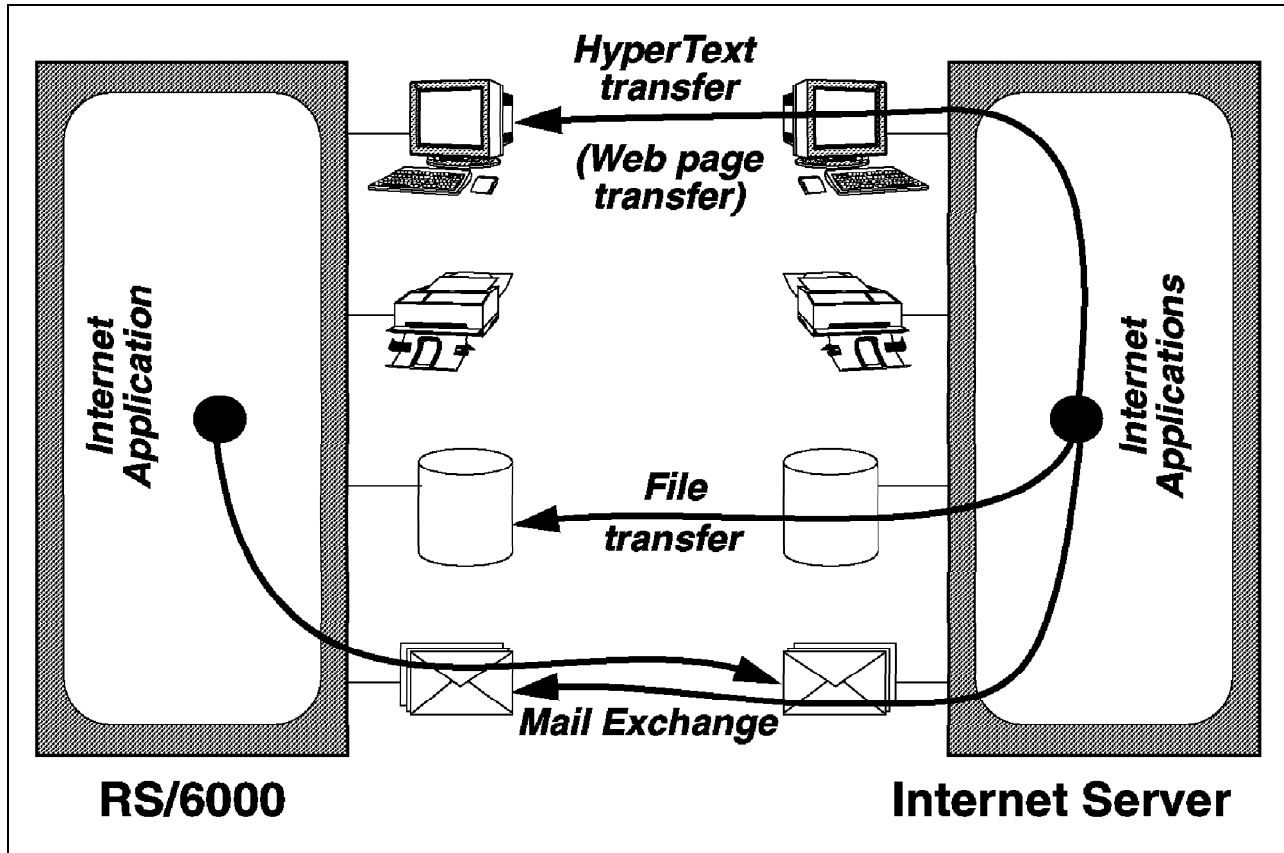 HyperText
transfer
(Web page
transfer)
Internet
Application
Internet
Applications
File
transfer
Mail Exchange
RS/6000
Internet Server